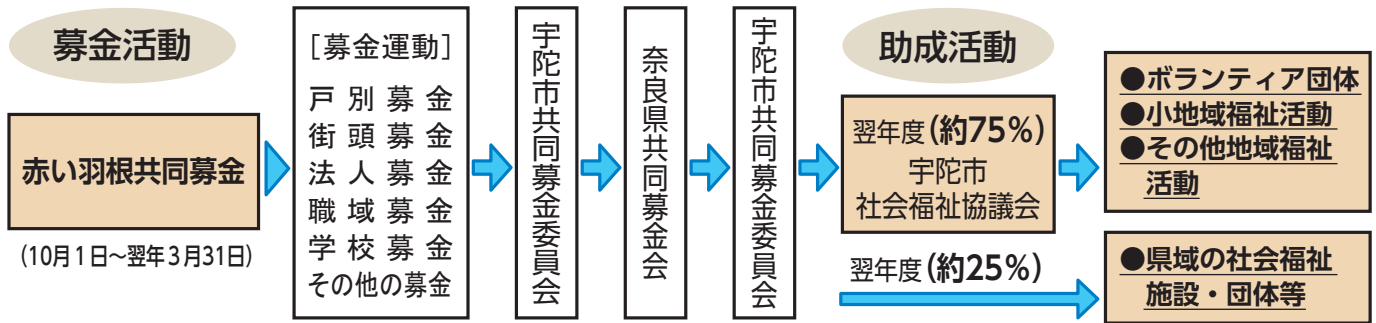 募金活動
赤い羽根共同募金
(10月1日～翌年3月31日)
［募金運動］
戸別募金
街頭募金
法人募金
職域募金
学校募金
その他の募金
宇陀市共同募金委員会
奈良県共同募金会
宇陀市共同募金委員会
助成活動
翌年度(約75%)
宇陀市
社会福祉協議会
●ボランティア団体
●小地域福祉活動
●その他地域福祉
活動
翌年度(約25%)
●県域の社会福祉
施設・団体等